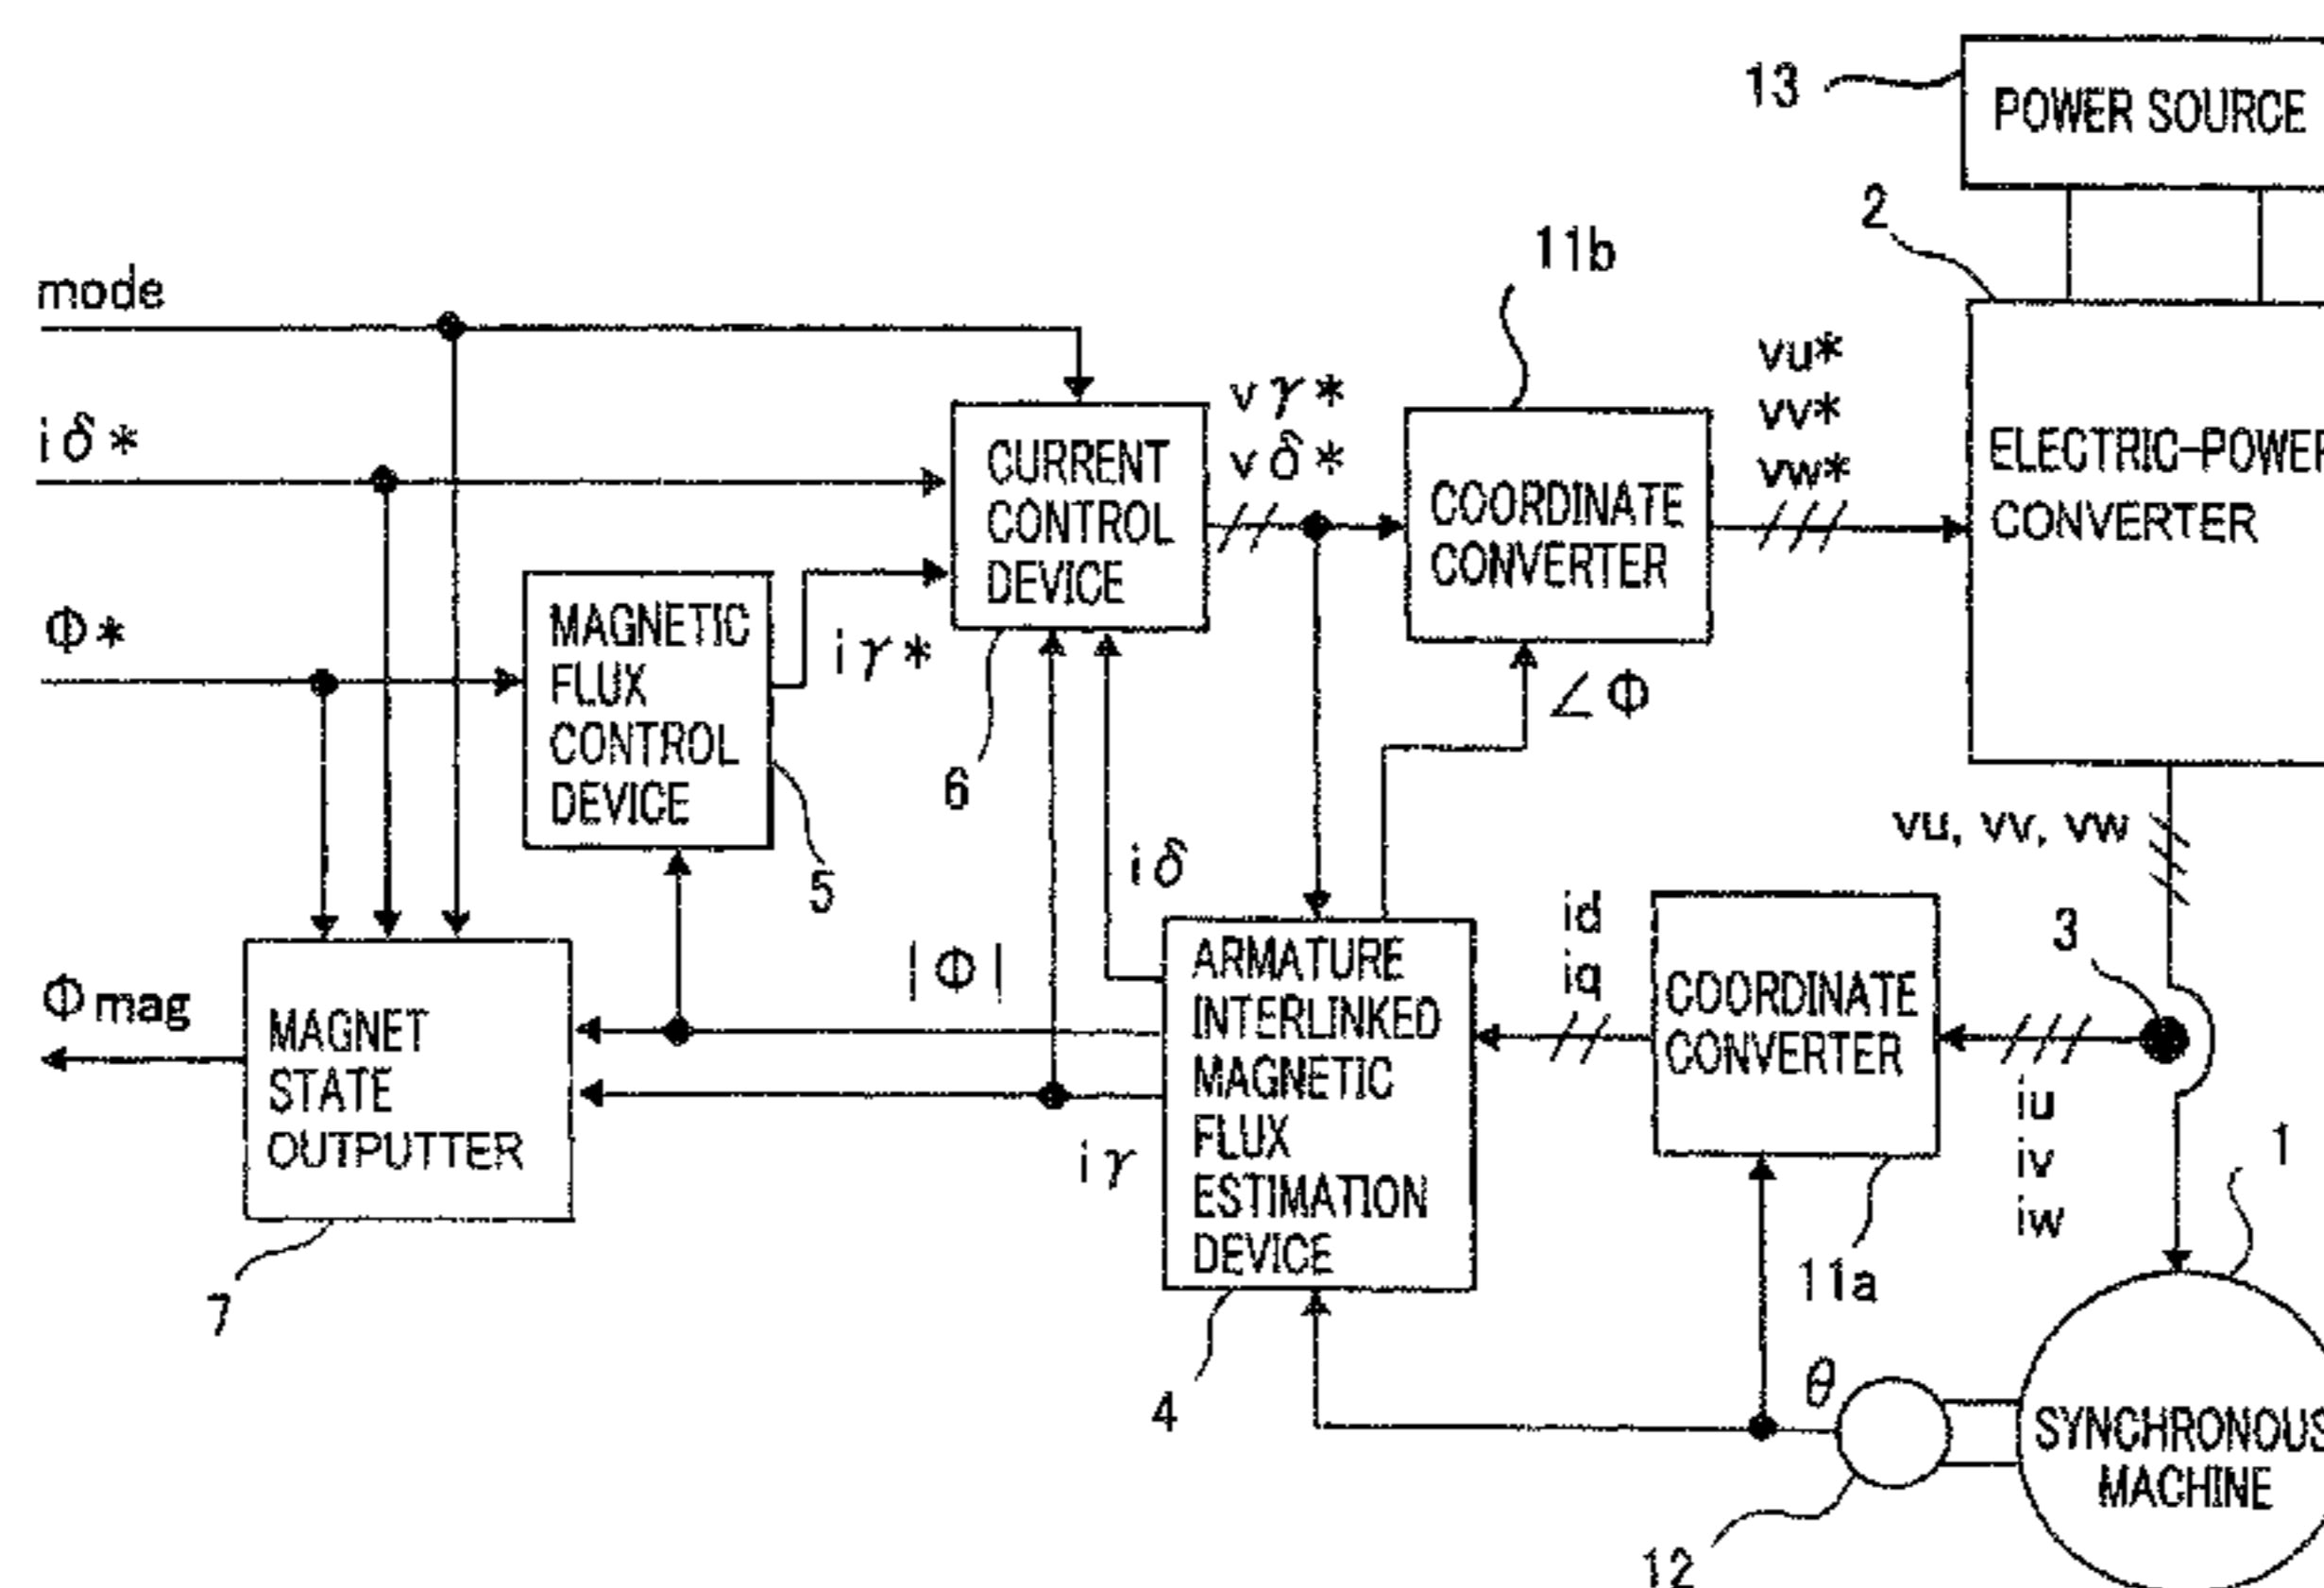 13
POWER SOURCE
2
11b
mode
vu*
vv*
vw*
vγ*
vδ*
iδ*
CURRENT
CONTROL
DEVICE
COORDINATE
CONVERTER
ELECTRIC-POWER
CONVERTER
Φ*
MAGNETIC
FLUX
CONTROL
DEVICE
iγ*
∠Φ
6
5
iδ
vu, vv, vw
id
iq
3
|Φ|
Φmag
MAGNET
STATE
OUTPUTTER
ARMATURE
INTERLINKED
MAGNETIC
FLUX
ESTIMATION
DEVICE
COORDINATE
CONVERTER
iu
iv
iw
iγ
1
11a
7
4
θ
SYNCHRONOUS
MACHINE
12